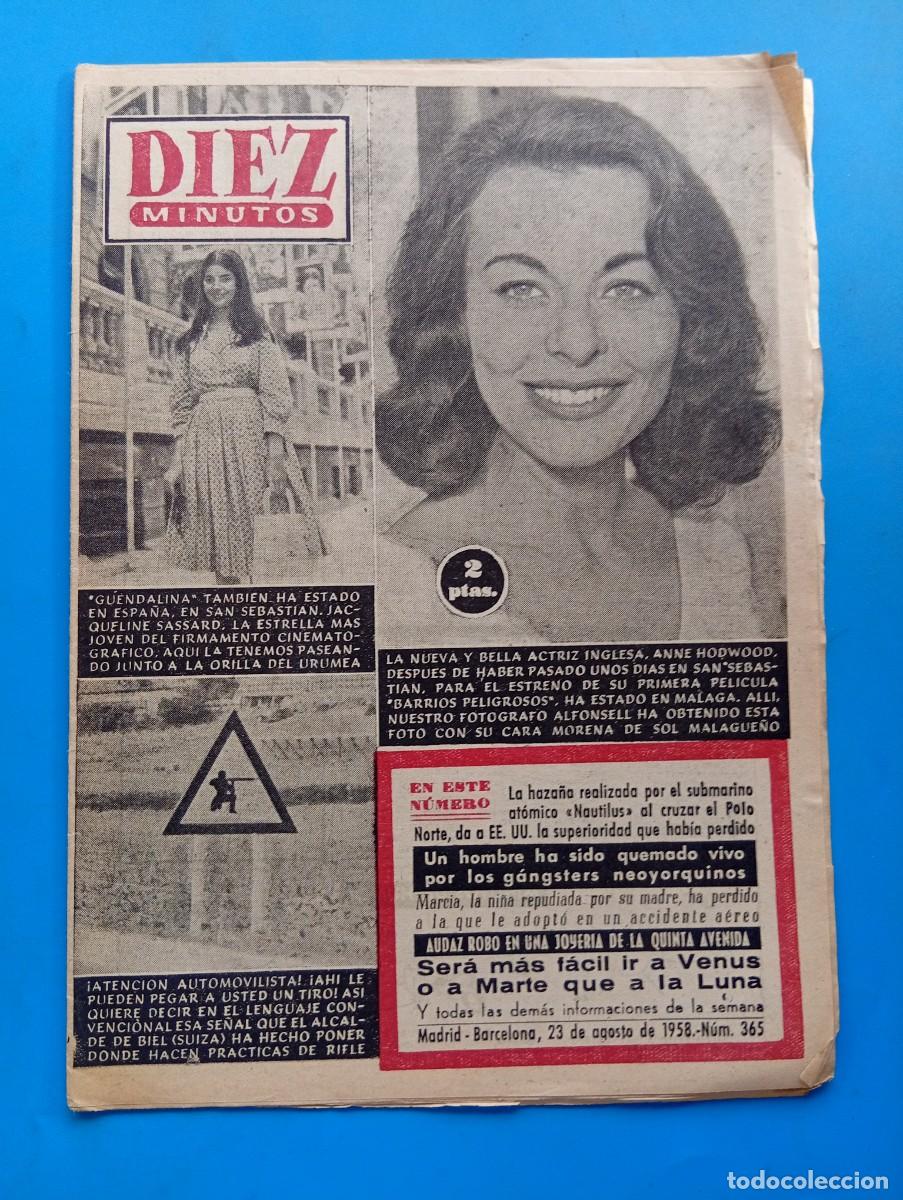 DIEZ
MINUTOS
"GUENDALINA" TAMBIEN HA ESTADO
EN ESPAÑA, EN SAN SEBASTIAN. JAC-
QUELINE SASSARD, LA ESTRELLA MAS
JOVEN DEL FIRMAMENTO CINEMATO-
GRAFICO, AQUI LA TENEMOS PASEAN-
DO JUNTO A LA ORILLA DEL URUMEA
2
ptas.
LA NUEVA Y BELLA ACTRIZ INGLESA, ANNE HODWOOD,
DESPUES DE HABER PASADO UNOS DIAS EN SAN SEBAS-
TIAN, PARA EL ESTRENO DE SU PRIMERA PELICULA
"BARRIOS PELIGROSOS", HA ESTADO EN MALAGA. ALLI,
NUESTRO FOTOGRAFO ALFONSELL HA OBTENIDO ESTA
FOTO CON SU CARA MORENA DE SOL MALAGUEÑO
¡ATENCION AUTOMOVILISTA! ¡AHI LE
PUEDEN PEGAR A USTED UN TIRO! ASI
QUIERE DECIR EN EL LENGUAJE CON-
VENCIONAL ESA SEÑAL QUE EL ALCAL-
DE DE BIEL (SUIZA) HA HECHO PONER
DONDE HACEN PRACTICAS DE RIFLE
EN ESTE
NÚMERO
La hazaña realizada por el submarino
atómico «Nautilus» al cruzar el Polo
Norte, da a EE. UU. la superioridad que había perdido
Un hombre ha sido quemado vivo
por los gángsters neoyorquinos
Marcia, la niña repudiada por su madre, ha perdido
a la que le adoptó en un accidente aéreo
AUDAZ ROBO EN UNA JOYERIA DE LA QUINTA AVENIDA
Será más fácil ir a Venus
o a Marte que a la Luna
Y todas las demás informaciones de la semana
Madrid - Barcelona, 23 de agosto de 1958.-Núm. 365
todocoleccion